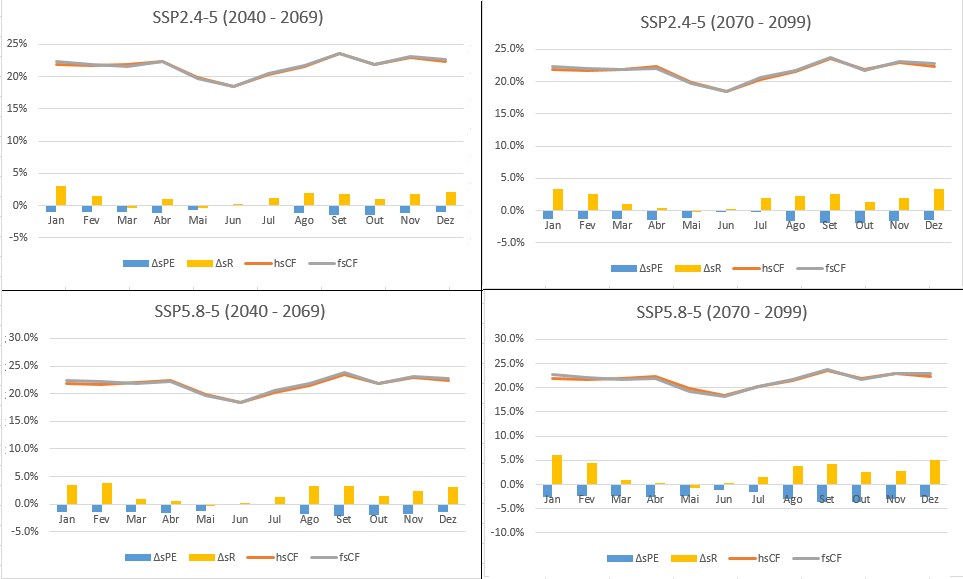 SSP2.4-5 (2040 - 2069)
25%
20%
15%
10%
5%
0%
-5%
Jan Fev Mar Abr Mai Jun Jul Ago Set Out Nov Dez
ΔsPE ΔsR hsCF fsCF
SSP2.4-5 (2070 - 2099)
25.0%
20.0%
15.0%
10.0%
5.0%
0.0%
-5.0%
Jan Fev Mar Abr Mai Jun Jul Ago Set Out Nov Dez
ΔsPE ΔsR hsCF fsCF
SSP5.8-5 (2040 - 2069)
30.0%
25.0%
20.0%
15.0%
10.0%
5.0%
0.0%
-5.0%
Jan Fev Mar Abr Mai Jun Jul Ago Set Out Nov Dez
ΔsPE ΔsR hsCF fsCF
SSP5.8-5 (2070 - 2099)
30.0%
25.0%
20.0%
15.0%
10.0%
5.0%
0.0%
-5.0%
-10.0%
Jan Fev Mar Abr Mai Jun Jul Ago Set Out Nov Dez
ΔsPE ΔsR hsCF fsCF